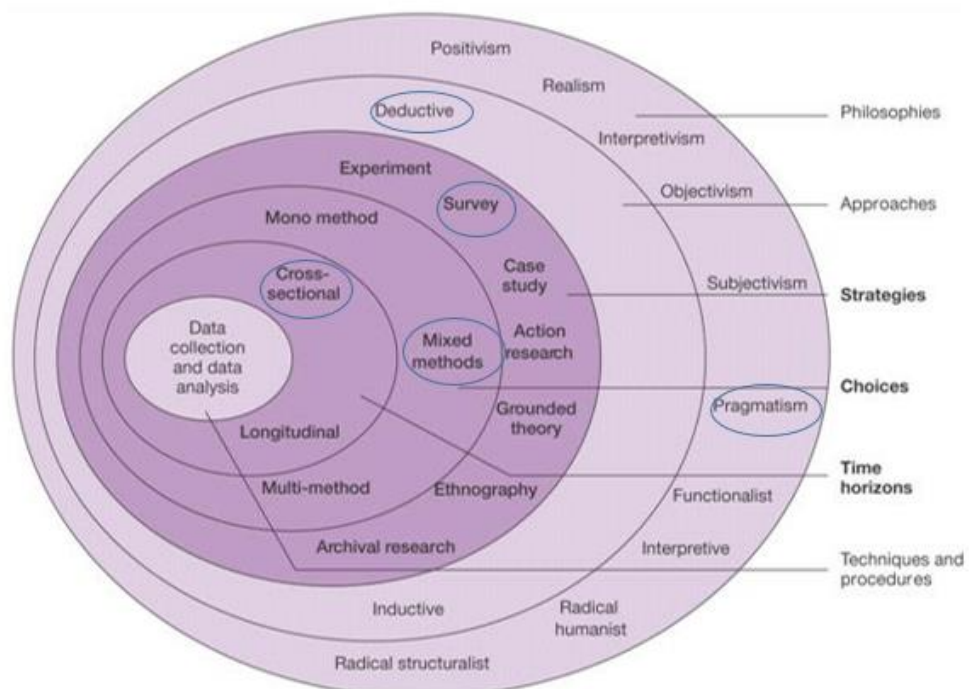 Positivism
Realism
Philosophies
Deductive
Interpretivism
Experiment
Objectivism
Approaches
Survey
Mono method
Case
study
Subjectivism
Strategies
Cross-
sectional
Data
collection
and data
analysis
Mixed
methods
Action
research
Choices
Pragmatism
Grounded
theory
Longitudinal
Time
horizons
Multi-method
Ethnography
Functionalist
Archival research
Interpretive
Techniques and
procedures
Inductive
Radical
humanist
Radical structuralist